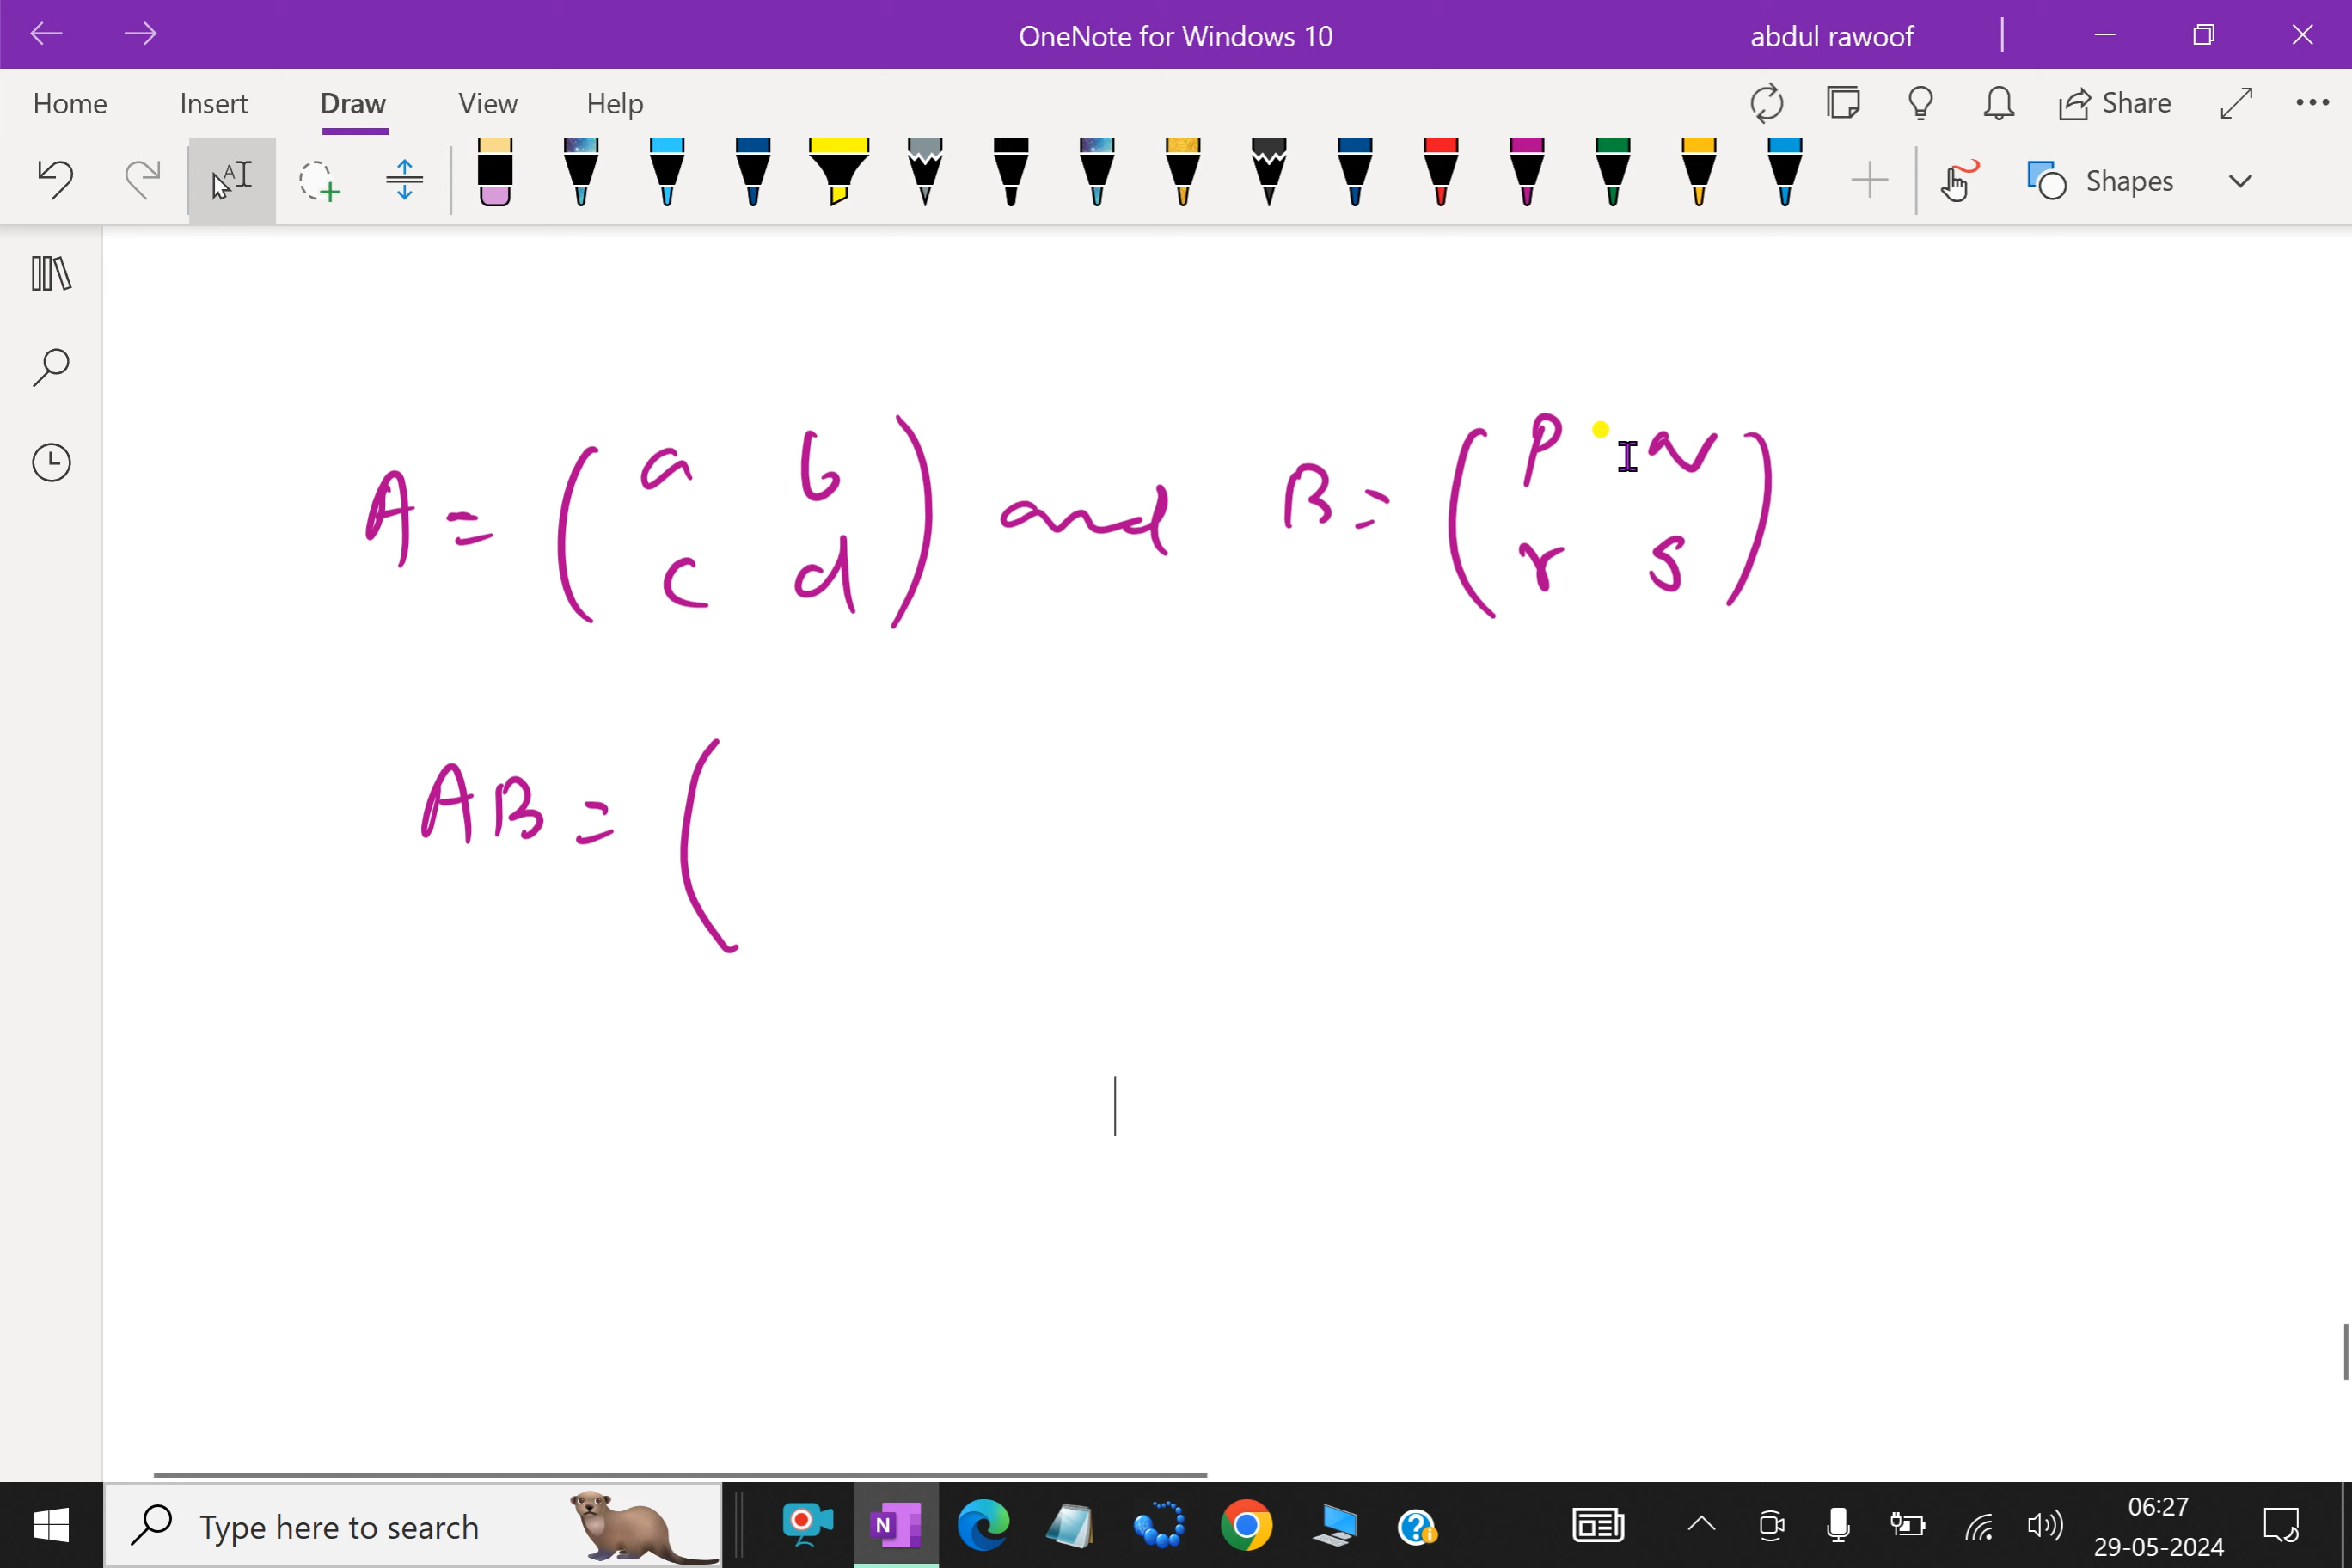 OneNote for Windows 10 abdul rawoof
Home Insert Draw View Help Share
Shapes
A = ( a b and B = ( p
c d ) r s )
AB = (
Type here to search
06:27
29-05-2024